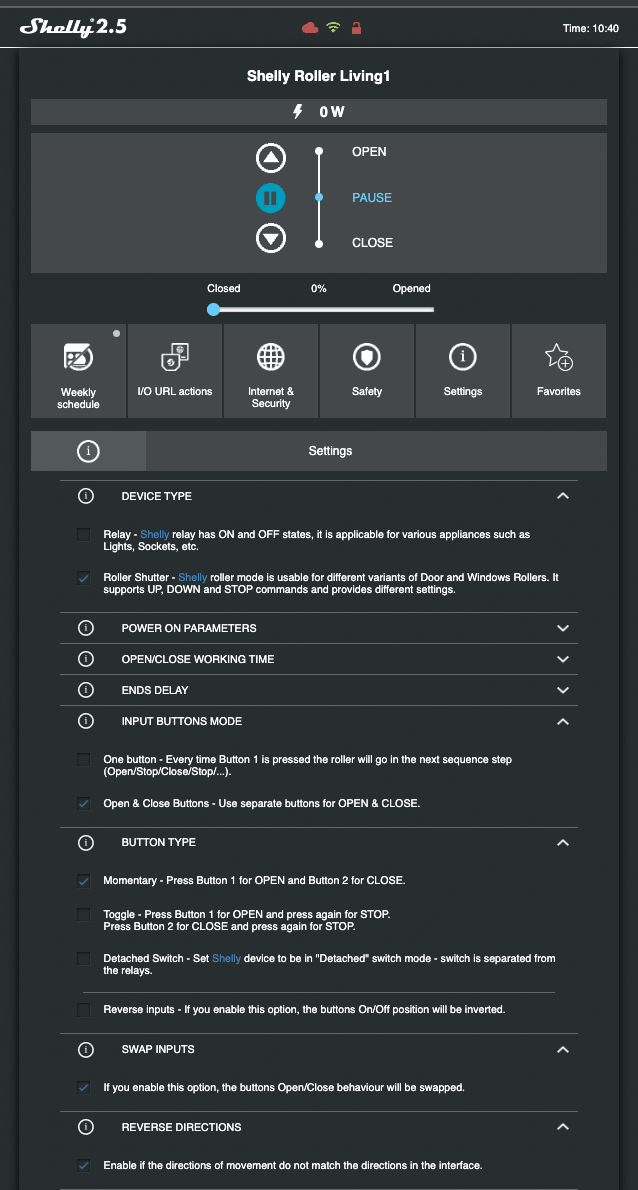 Shelly 2.5
Time: 10:40
Shelly Roller Living1
0 W
OPEN
PAUSE
CLOSE
Closed 0% Opened
Weekly
schedule
I/O URL actions
Internet &
Security
Safety
Settings
Favorites
Settings
DEVICE TYPE
Relay - Shelly relay has ON and OFF states, it is applicable for various appliances such as
Lights, Sockets, etc.
Roller Shutter - Shelly roller mode is usable for different variants of Door and Windows Rollers. It
supports UP, DOWN and STOP commands and provides different settings.
POWER ON PARAMETERS
OPEN/CLOSE WORKING TIME
ENDS DELAY
INPUT BUTTONS MODE
One button - Every time Button 1 is pressed the roller will go in the next sequence step
(Open/Stop/Close/Stop/...).
Open & Close Buttons - Use separate buttons for OPEN & CLOSE.
BUTTON TYPE
Momentary - Press Button 1 for OPEN and Button 2 for CLOSE.
Toggle - Press Button 1 for OPEN and press again for STOP.
Press Button 2 for CLOSE and press again for STOP.
Detached Switch - Set Shelly device to be in "Detached" switch mode - switch is separated from
the relays.
Reverse inputs - If you enable this option, the buttons On/Off position will be inverted.
SWAP INPUTS
If you enable this option, the buttons Open/Close behaviour will be swapped.
REVERSE DIRECTIONS
Enable if the directions of movement do not match the directions in the interface.